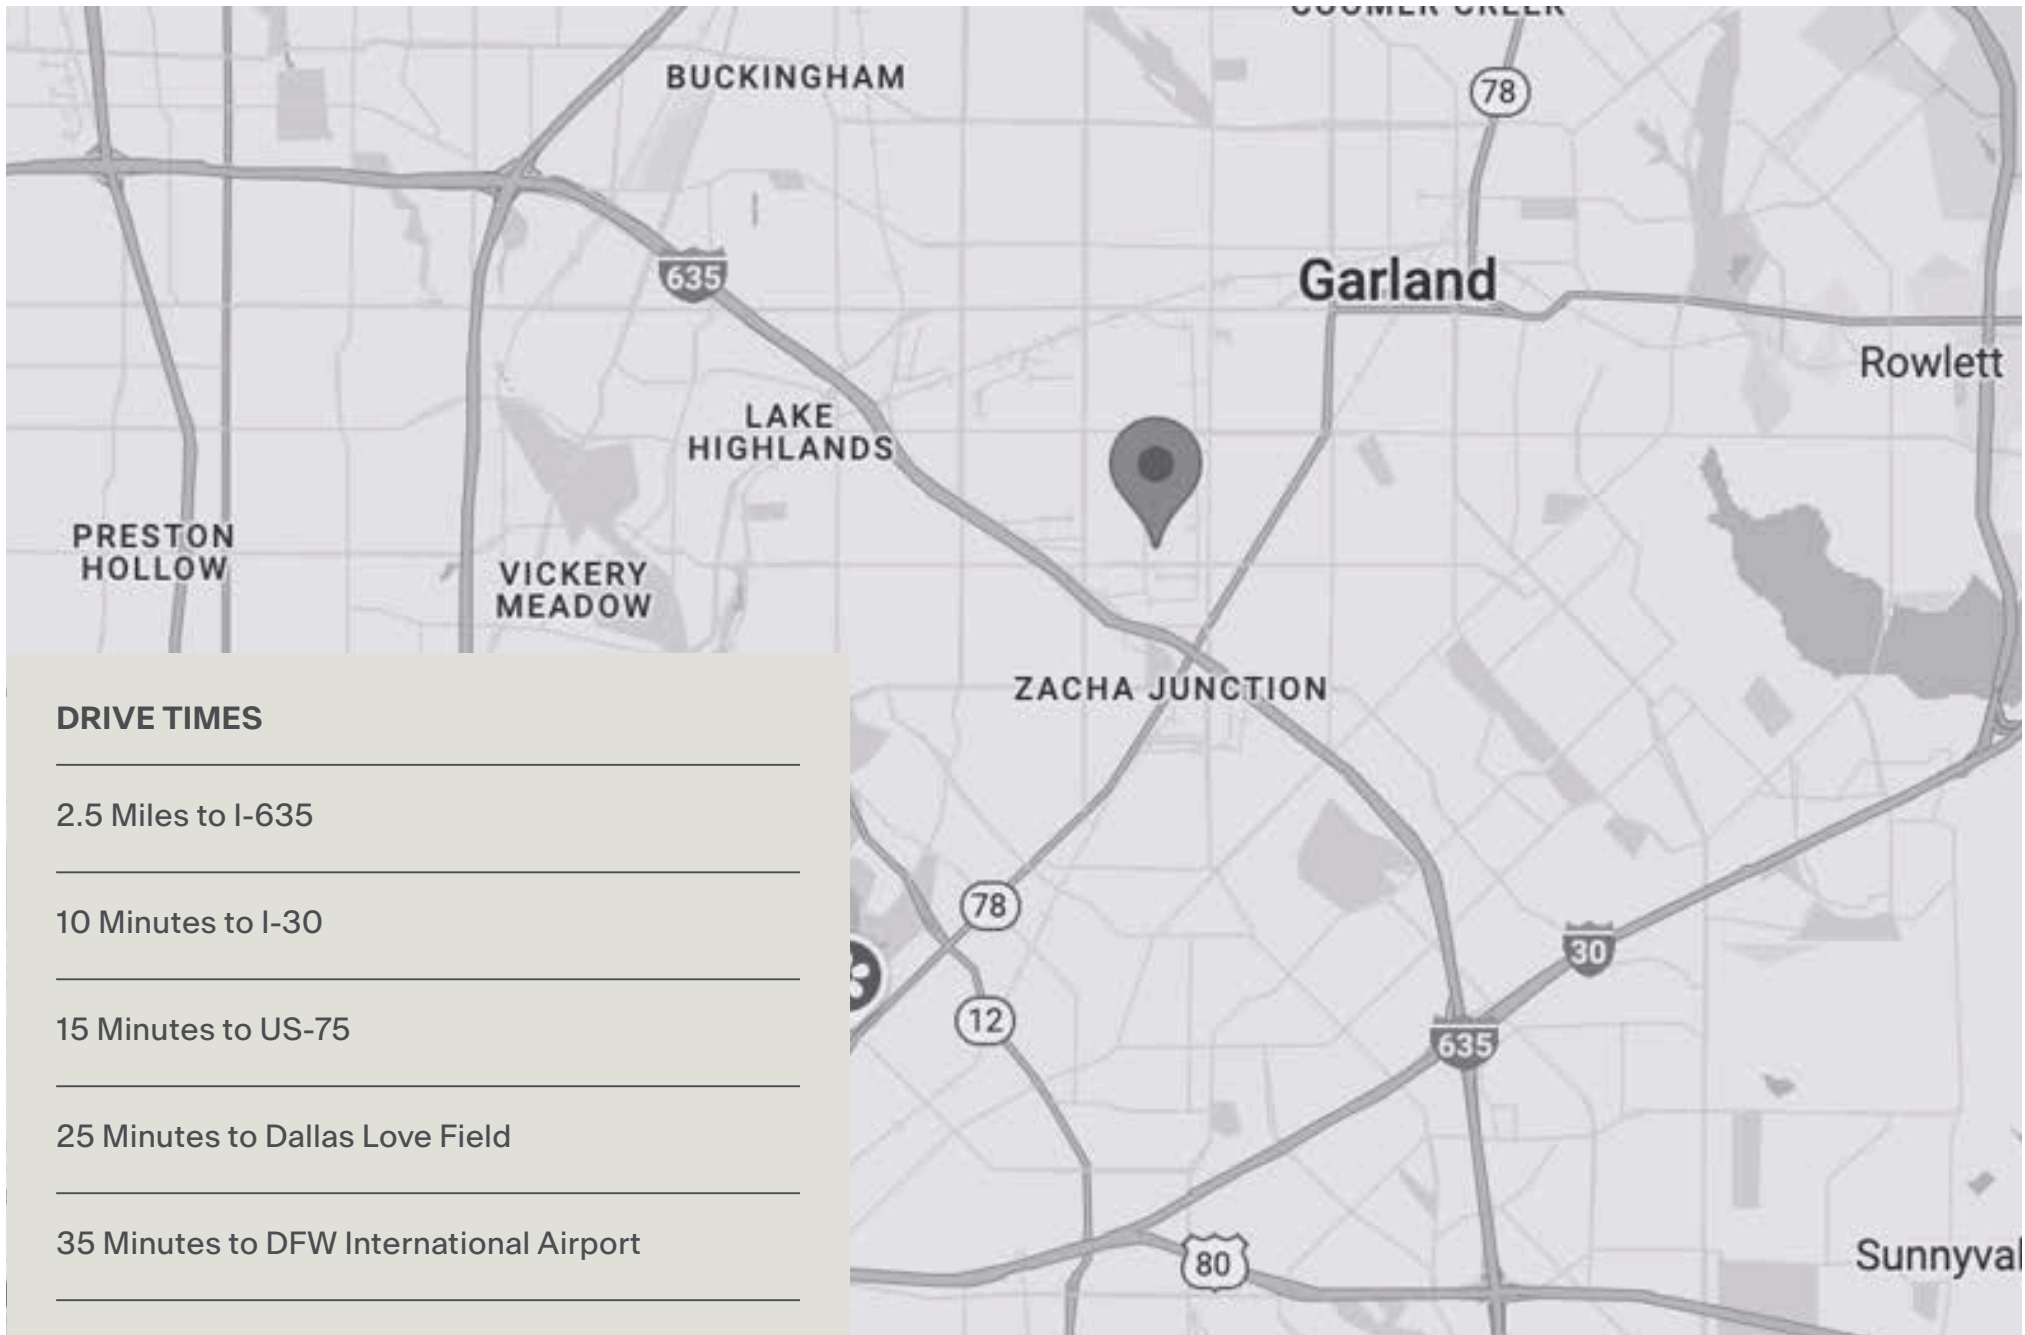 COOMER CREEK
BUCKINGHAM
78
635
Garland
Rowlett
LAKE
HIGHLANDS
PRESTON
HOLLOW
VICKERY
MEADOW
ZACHA JUNCTION
DRIVE TIMES
2.5 Miles to I-635
10 Minutes to I-30
15 Minutes to US-75
25 Minutes to Dallas Love Field
35 Minutes to DFW International Airport
78
30
12
635
80
Sunnyval